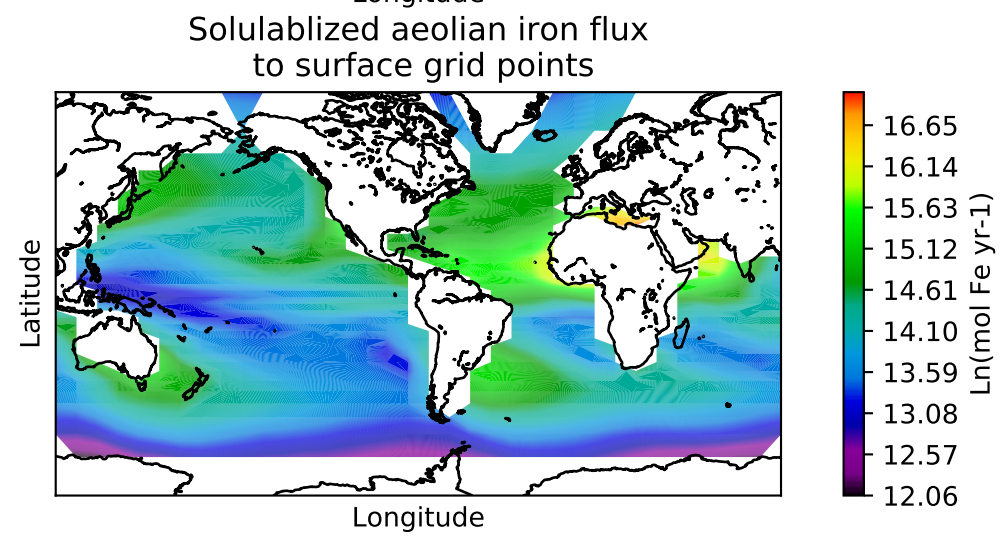 Longitude
Solulablized aeolian iron flux
to surface grid points
Latitude
Longitude
16.65
16.14
15.63
15.12
14.61
14.10
13.59
13.08
12.57
12.06
Ln(mol Fe yr-1)